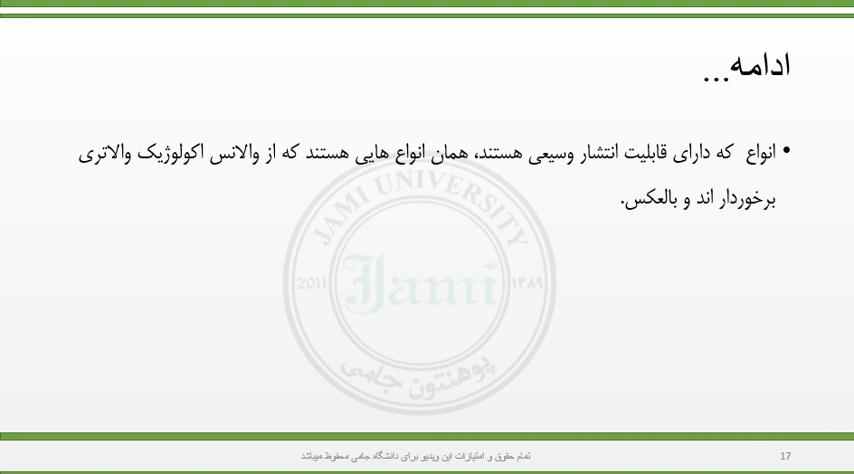 ادامه...
• انواع که دارای قابلیت انتشار وسیعی هستند، همان انواع هایی هستند که از والانس اکولوژیک والاتری
برخوردار اند و بالعکس.
JAMI UNIVERSITY
2011
Jami
۱۳۸۹
پوهنتون جامی
تمام حقوق و امتیازات این ویدیو برای دانشگاه جامی محفوظ میباشد
17